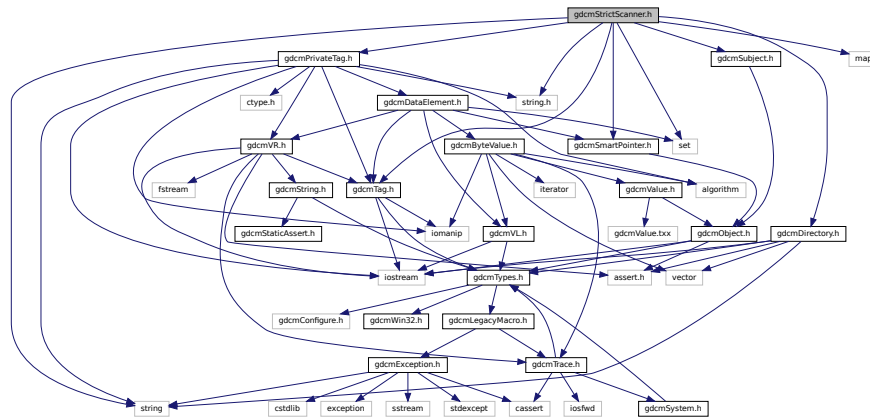 gdcmStrictScanner.h
gdcmPrivateTag.h
gdcmSubject.h
map
ctype.h
gdcmDataElement.h
string.h
gdcmVR.h
gdcmByteValue.h
gdcmSmartPointer.h
set
fstream
gdcmString.h
gdcmTag.h
iterator
gdcmValue.h
algorithm
gdcmStaticAssert.h
iomanip
gdcmVL.h
gdcmValue.txx
gdcmObject.h
gdcmDirectory.h
iostream
gdcmTypes.h
assert.h
vector
gdcmConfigure.h
gdcmWin32.h
gdcmLegacyMacro.h
gdcmException.h
gdcmTrace.h
string
cstdlib
exception
sstream
stdexcept
cassert
iosfwd
gdcmSystem.h